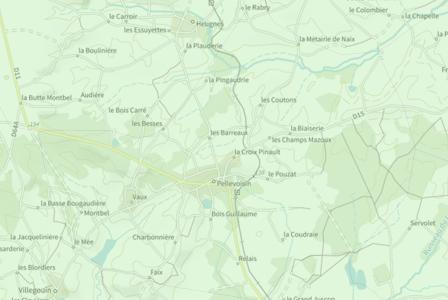 le Carroir
le Rabry
le Colombier
la Chapelle
les Essuyettes
Heugnes
la Plauderie
la Métairie de Naix
la Boulinière
D11
la Pingaudrie
la Butte Montbel
Audière
le Bois Carré
les Coutons
D15
D64A
les Besses
les Barreaux
la Blaiserie
les Champs Mazoux
la Croix Pinault
Pellevoisin
le Pouzat
la Basse Bougaudière
Vaux
Montbel
Bois Guillaume
Servolet
la Jacquelinière
le Mée
Charbonnière
la Coudraie
Relais
les Blordiers
Faix
Villegouin